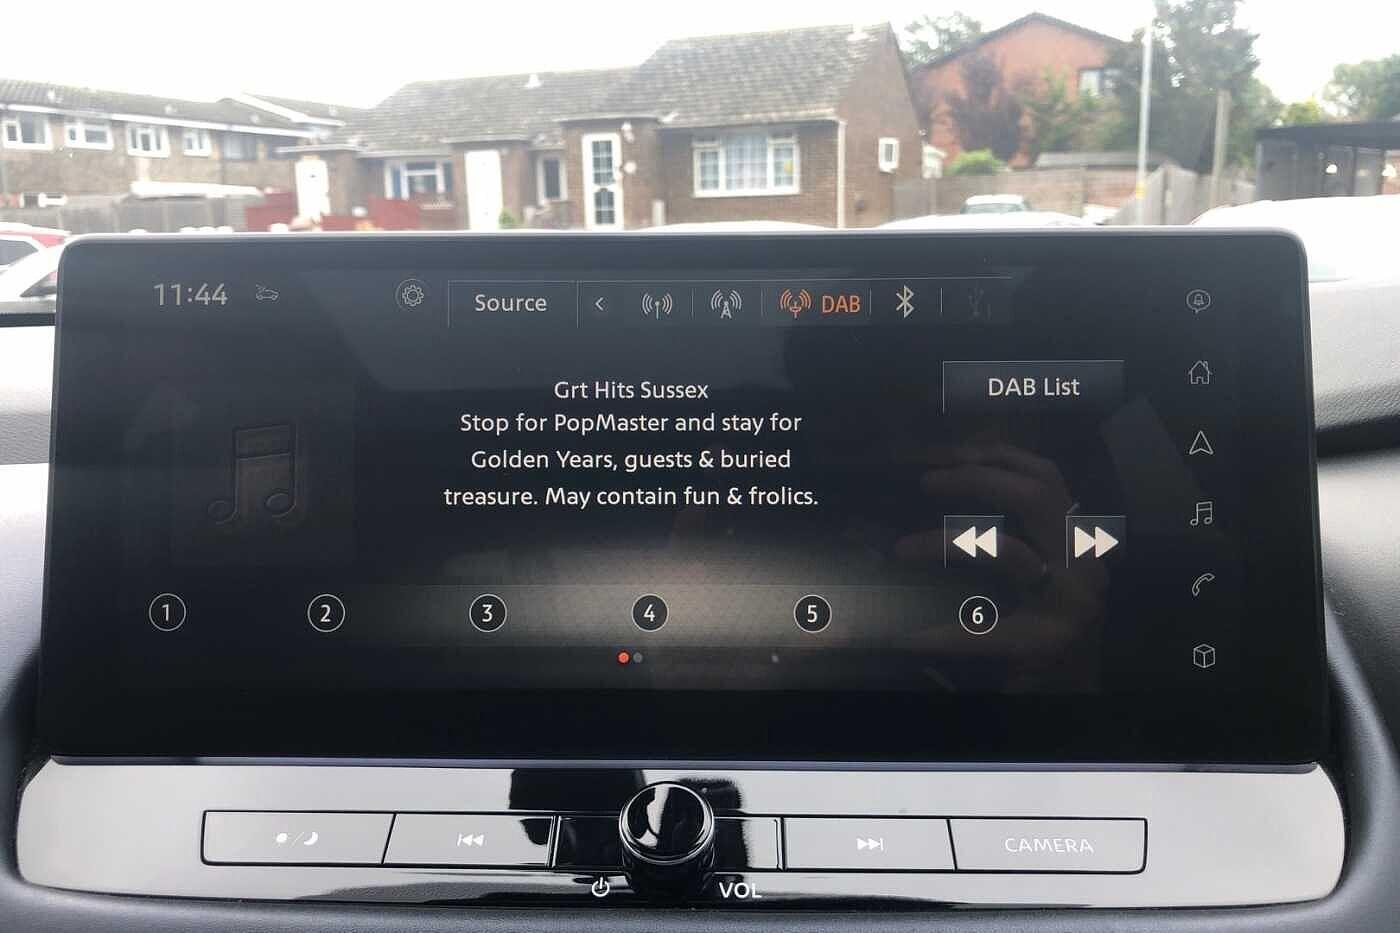 11:44
Source
DAB
Grt Hits Sussex
DAB List
Stop for PopMaster and stay for
Golden Years, guests & buried
treasure. May contain fun & frolics.
1
2
3
4
5
6
CAMERA
VOL